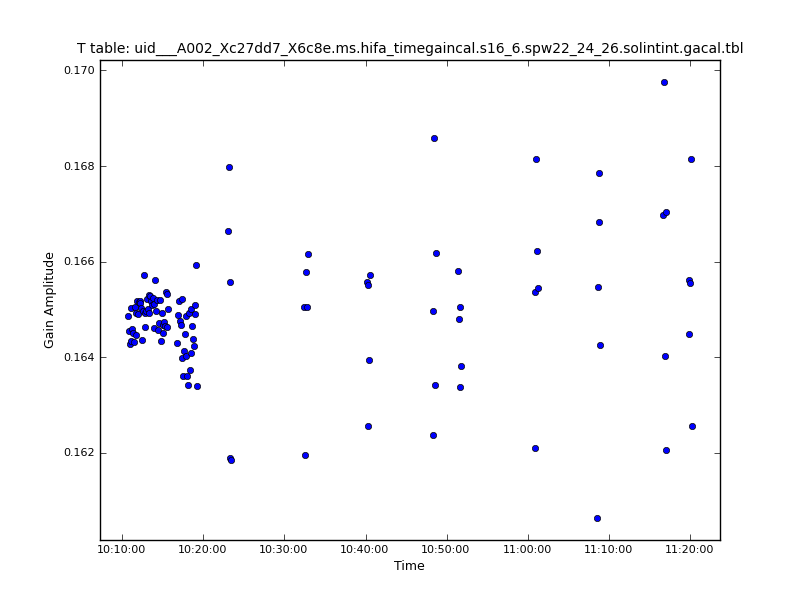 T table: uid___A002_Xc27dd7_X6c8e.ms.hifa_timegaincal.s16_6.spw22_24_26.solintint.gacal.tbl
0.170
0.168
0.166
0.164
0.162
Gain Amplitude
10:10:00 10:20:00 10:30:00 10:40:00 10:50:00 11:00:00 11:10:00 11:20:00
Time